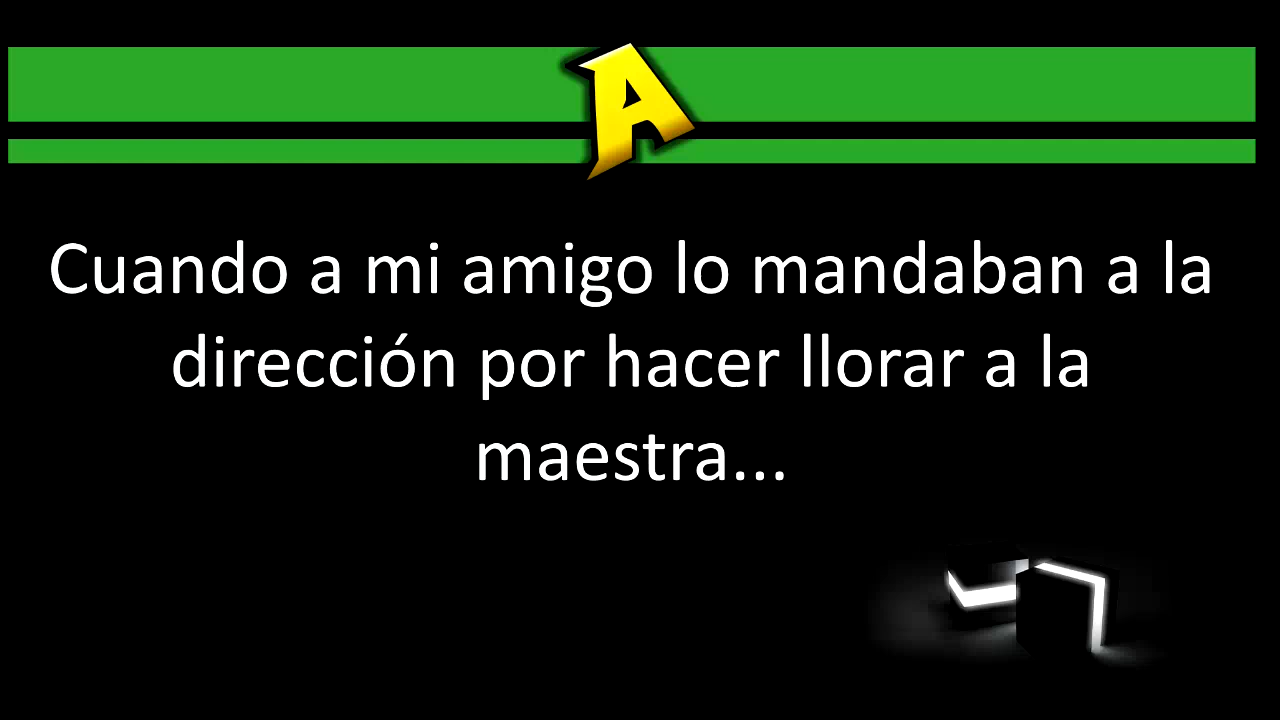 A
Cuando a mi amigo lo mandaban a la
dirección por hacer llorar a la
maestra...